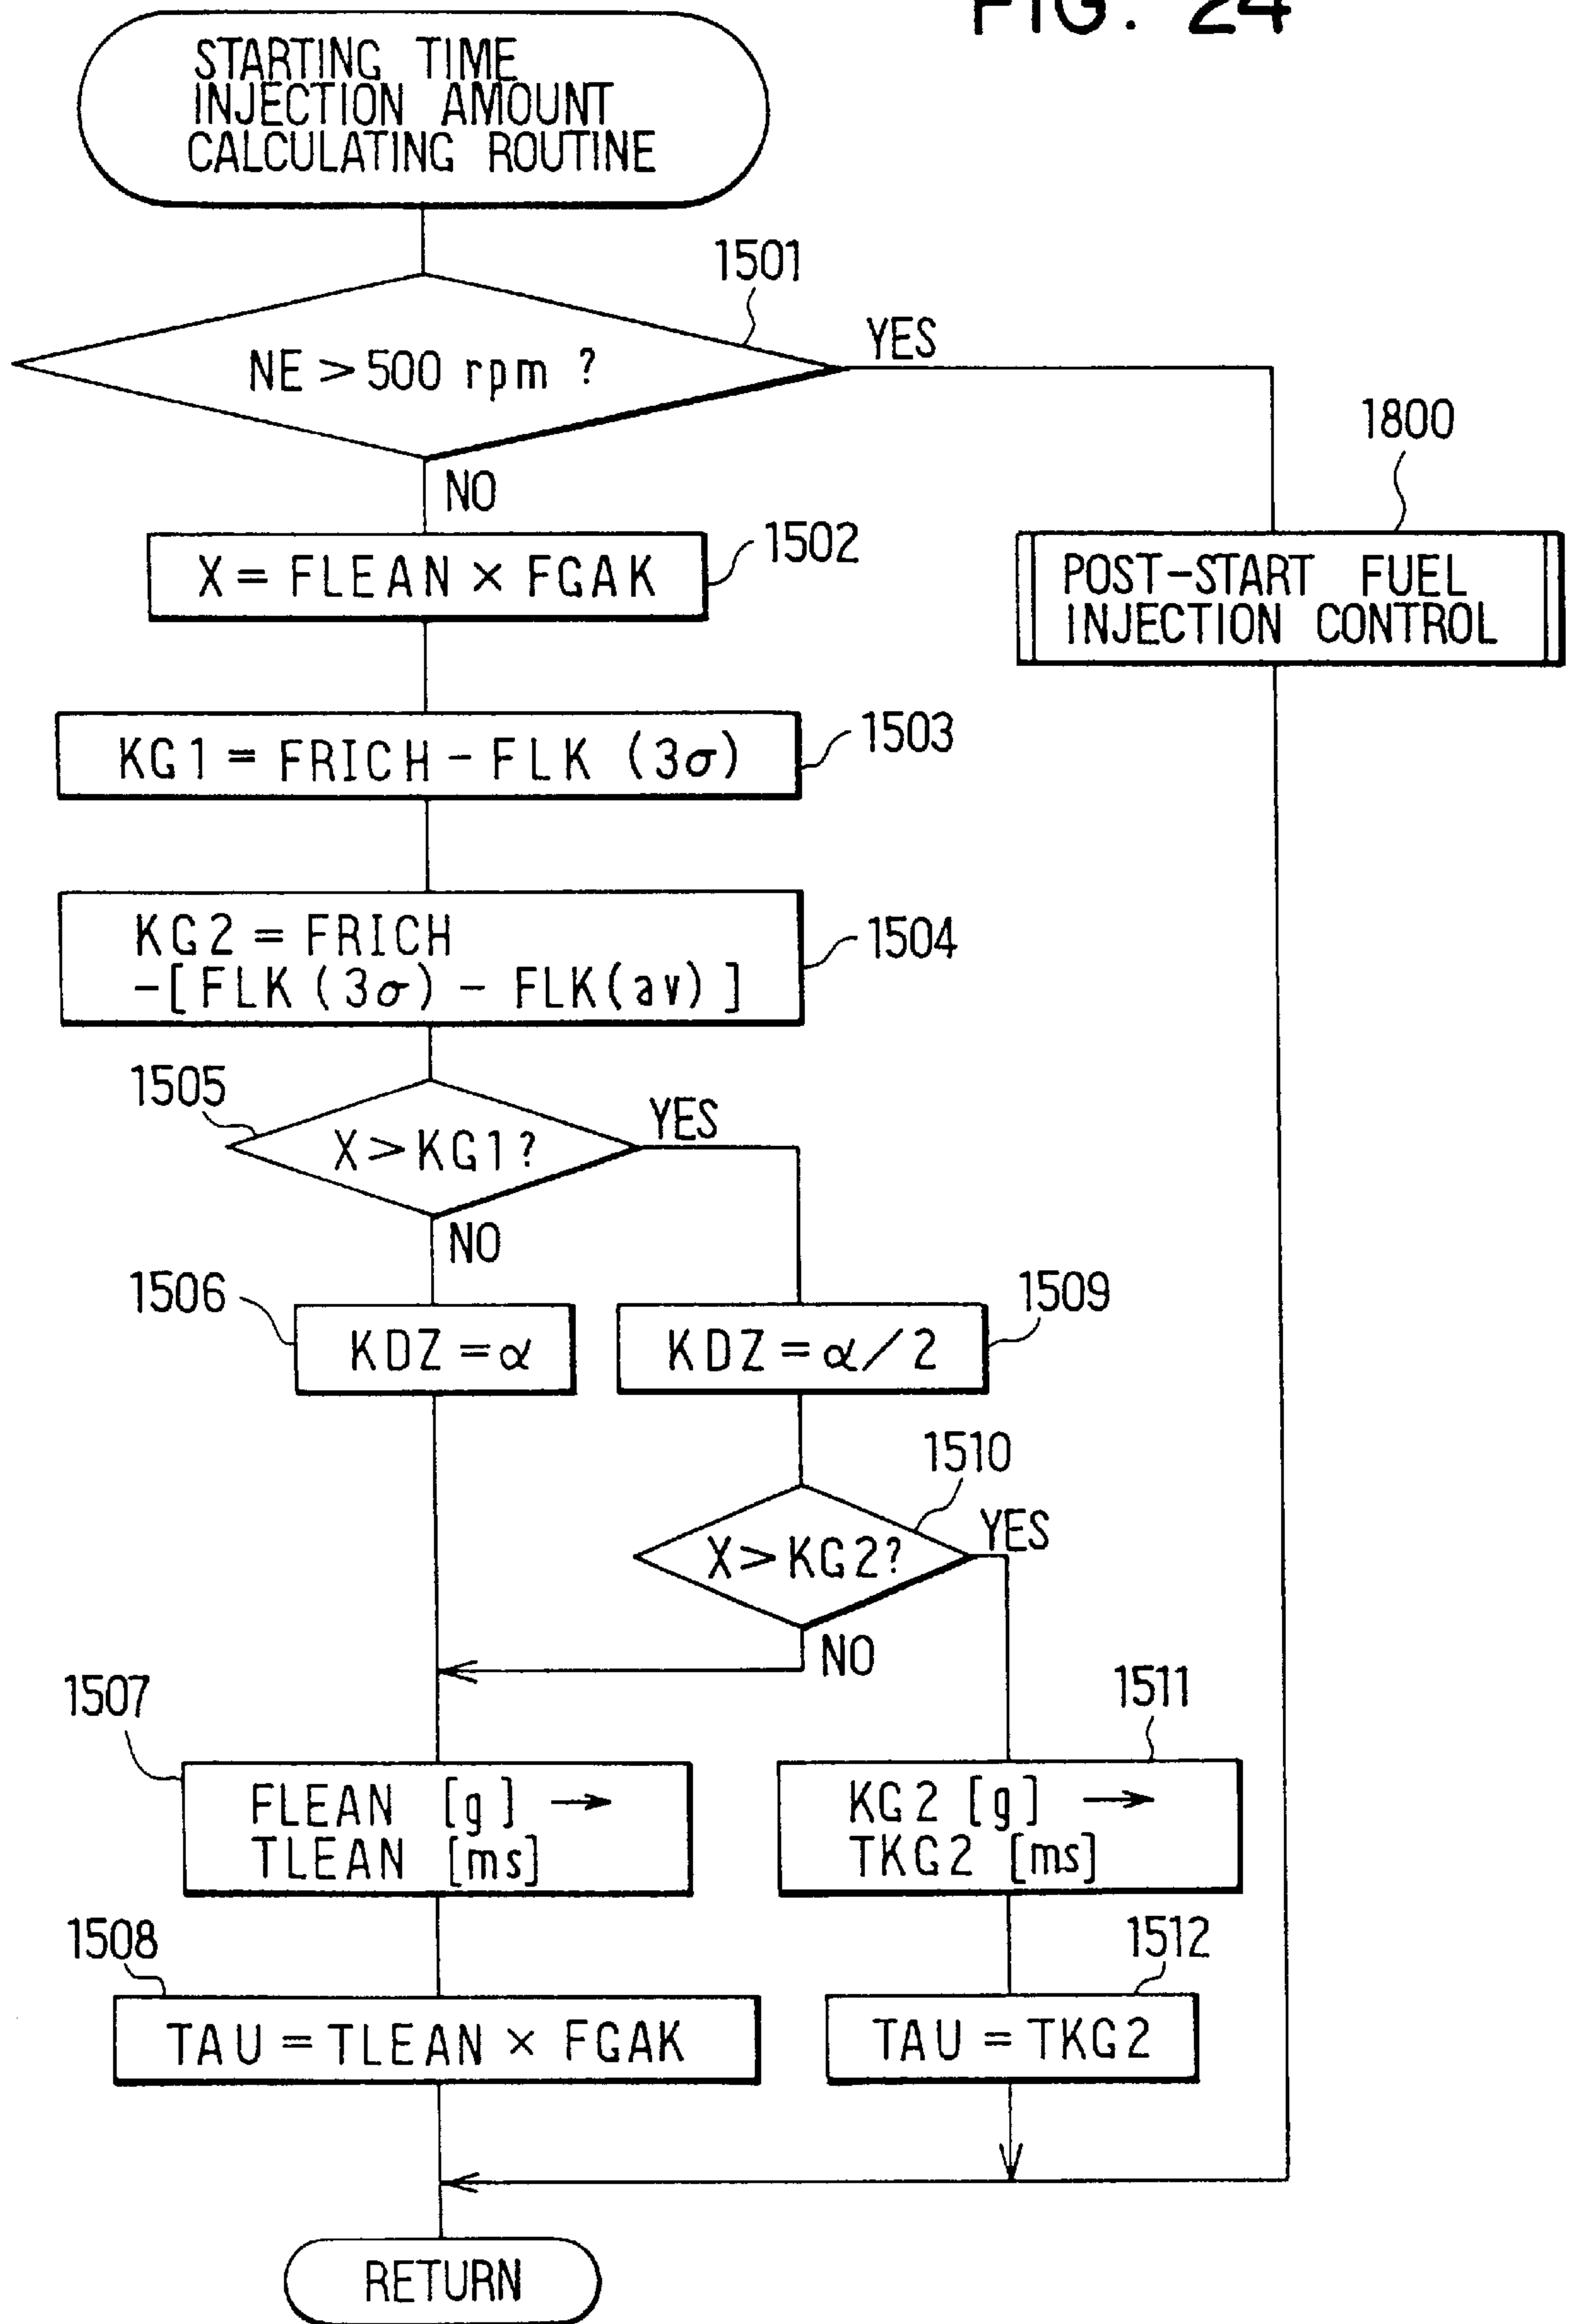 FIG. 24
STARTING TIME
INJECTION AMOUNT
CALCULATING ROUTINE
1501
NE > 500 rpm ?
YES
NO
1800
POST-START FUEL
INJECTION CONTROL
1502
X = FLEAN × FGAK
1503
KG1 = FRICH - FLK (3σ)
1504
KG2 = FRICH
-[FLK(3σ) - FLK(av)]
1505
X > KG1?
YES
NO
1506
KDZ = α
1509
KDZ = α/2
1510
X > KG2?
YES
NO
1507
FLEAN [g] →
TLEAN [ms]
1511
KG2 [g] →
TKG2 [ms]
1508
TAU = TLEAN × FGAK
1512
TAU = TKG2
RETURN